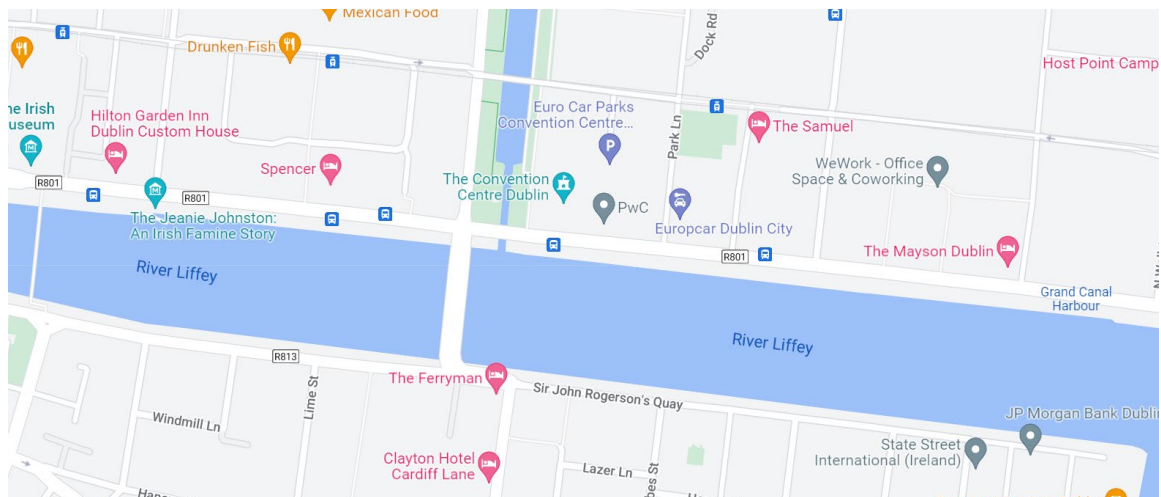 Mexican Food
Drunken Fish
Dock Rd
Host Point Camp
Euro Car Parks
Convention Centre...
Hilton Garden Inn
Dublin Custom House
Park Ln
The Samuel
WeWork - Office
Space & Coworking
Spencer
The Convention
Centre Dublin
R801
R801
PwC
The Jeanie Johnston:
An Irish Famine Story
Europcar Dublin City
R801
The Mayson Dublin
River Liffey
Grand Canal
Harbour
River Liffey
R813
The Ferryman
Sir John Rogerson's Quay
Lime St
Windmill Ln
JP Morgan Bank Dublin
State Street
International (Ireland)
Clayton Hotel
Cardiff Lane
Lazer Ln